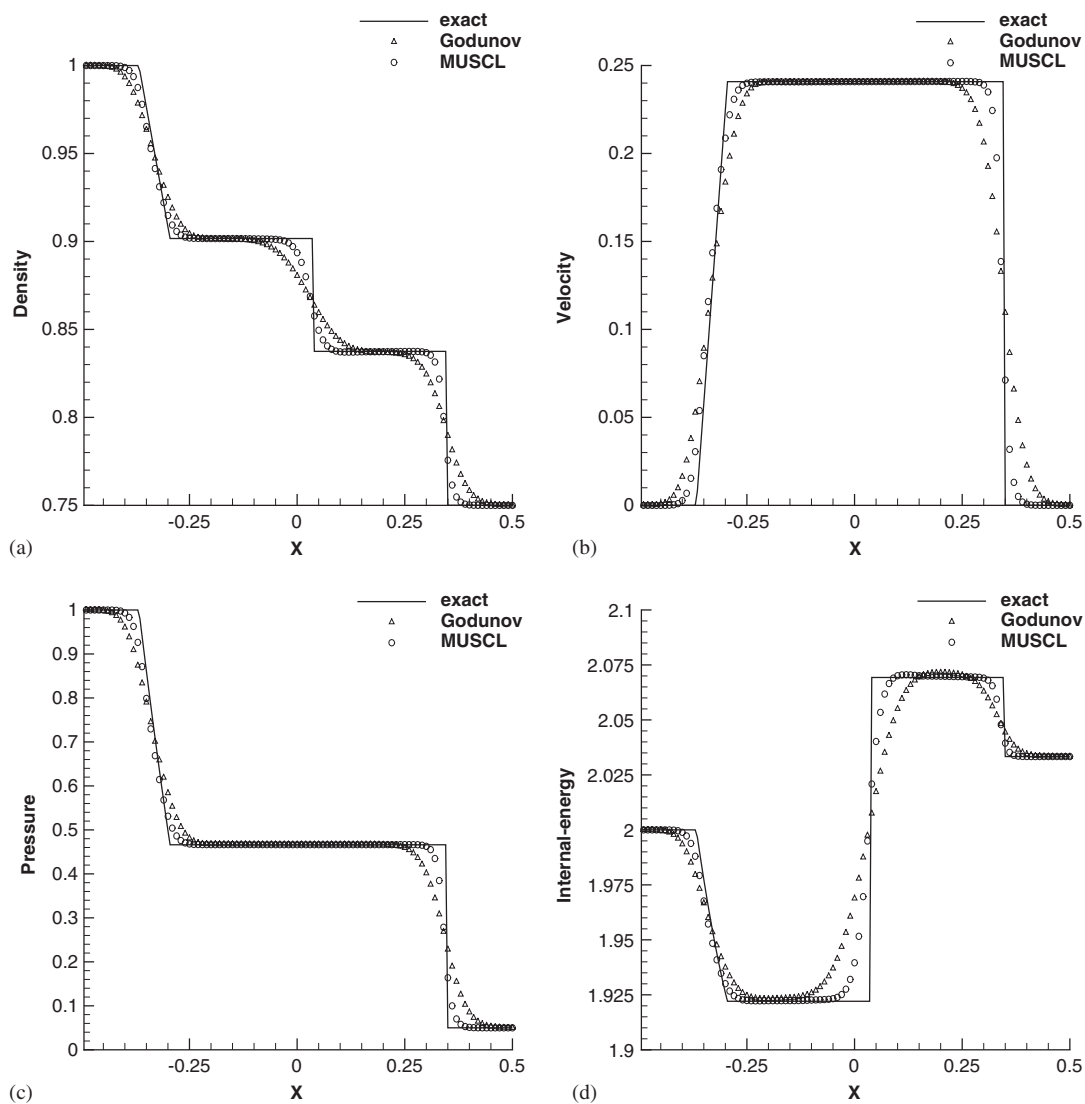 exact
Godunov
MUSCL
1
0.95
0.9
0.85
0.8
0.75
Density
-0.25
0
0.25
0.5
X
(a)
exact
Godunov
MUSCL
0.25
0.2
0.15
0.1
0.05
0
Velocity
-0.25
0
0.25
0.5
X
(b)
exact
Godunov
MUSCL
1
0.9
0.8
0.7
0.6
0.5
0.4
0.3
0.2
0.1
0
Pressure
-0.25
0
0.25
0.5
X
(c)
exact
Godunov
MUSCL
2.1
2.075
2.05
2.025
2
1.975
1.95
1.925
1.9
Internal-energy
-0.25
0
0.25
0.5
X
(d)